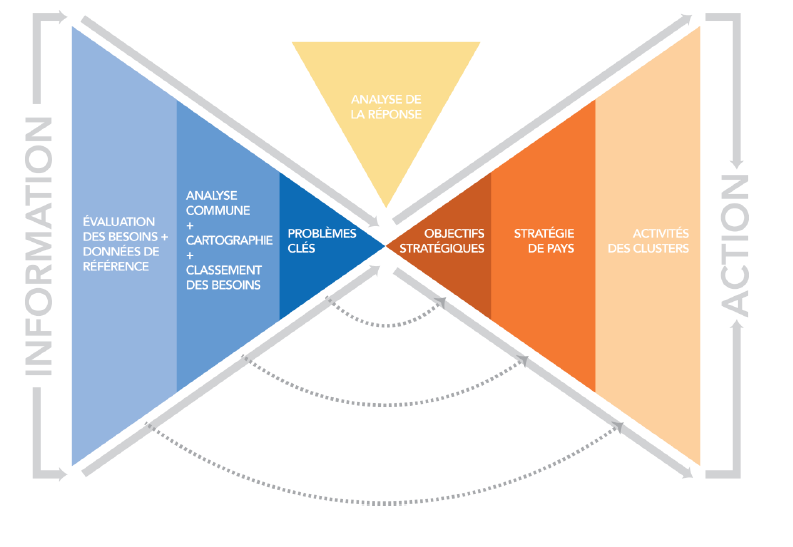 INFORMATION
ÉVALUATION
DES BESOINS +
DONNÉES DE
RÉFÉRENCE
ANALYSE
COMMUNE
+
CARTOGRAPHIE
+
CLASSEMENT
DES BESOINS
PROBLÈMES
CLÉS
ANALYSE DE
LA RÉPONSE
OBJECTIFS
STRATÉGIQUES
STRATÉGIE
DE PAYS
ACTIVITÉS
DES CLUSTERS
ACTION